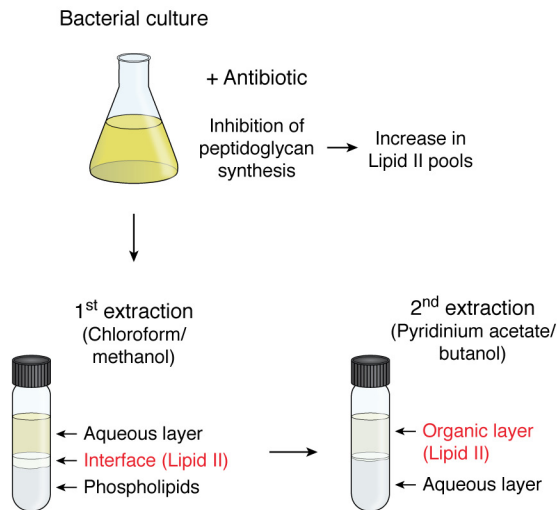 Bacterial culture
+ Antibiotic
Inhibition of
peptidoglycan
synthesis
Increase in
Lipid II pools
1st extraction
(Chloroform/
methanol)
Aqueous layer
Interface (Lipid II)
Phospholipids
2nd extraction
(Pyridinium acetate/
butanol)
Organic layer
(Lipid II)
Aqueous layer